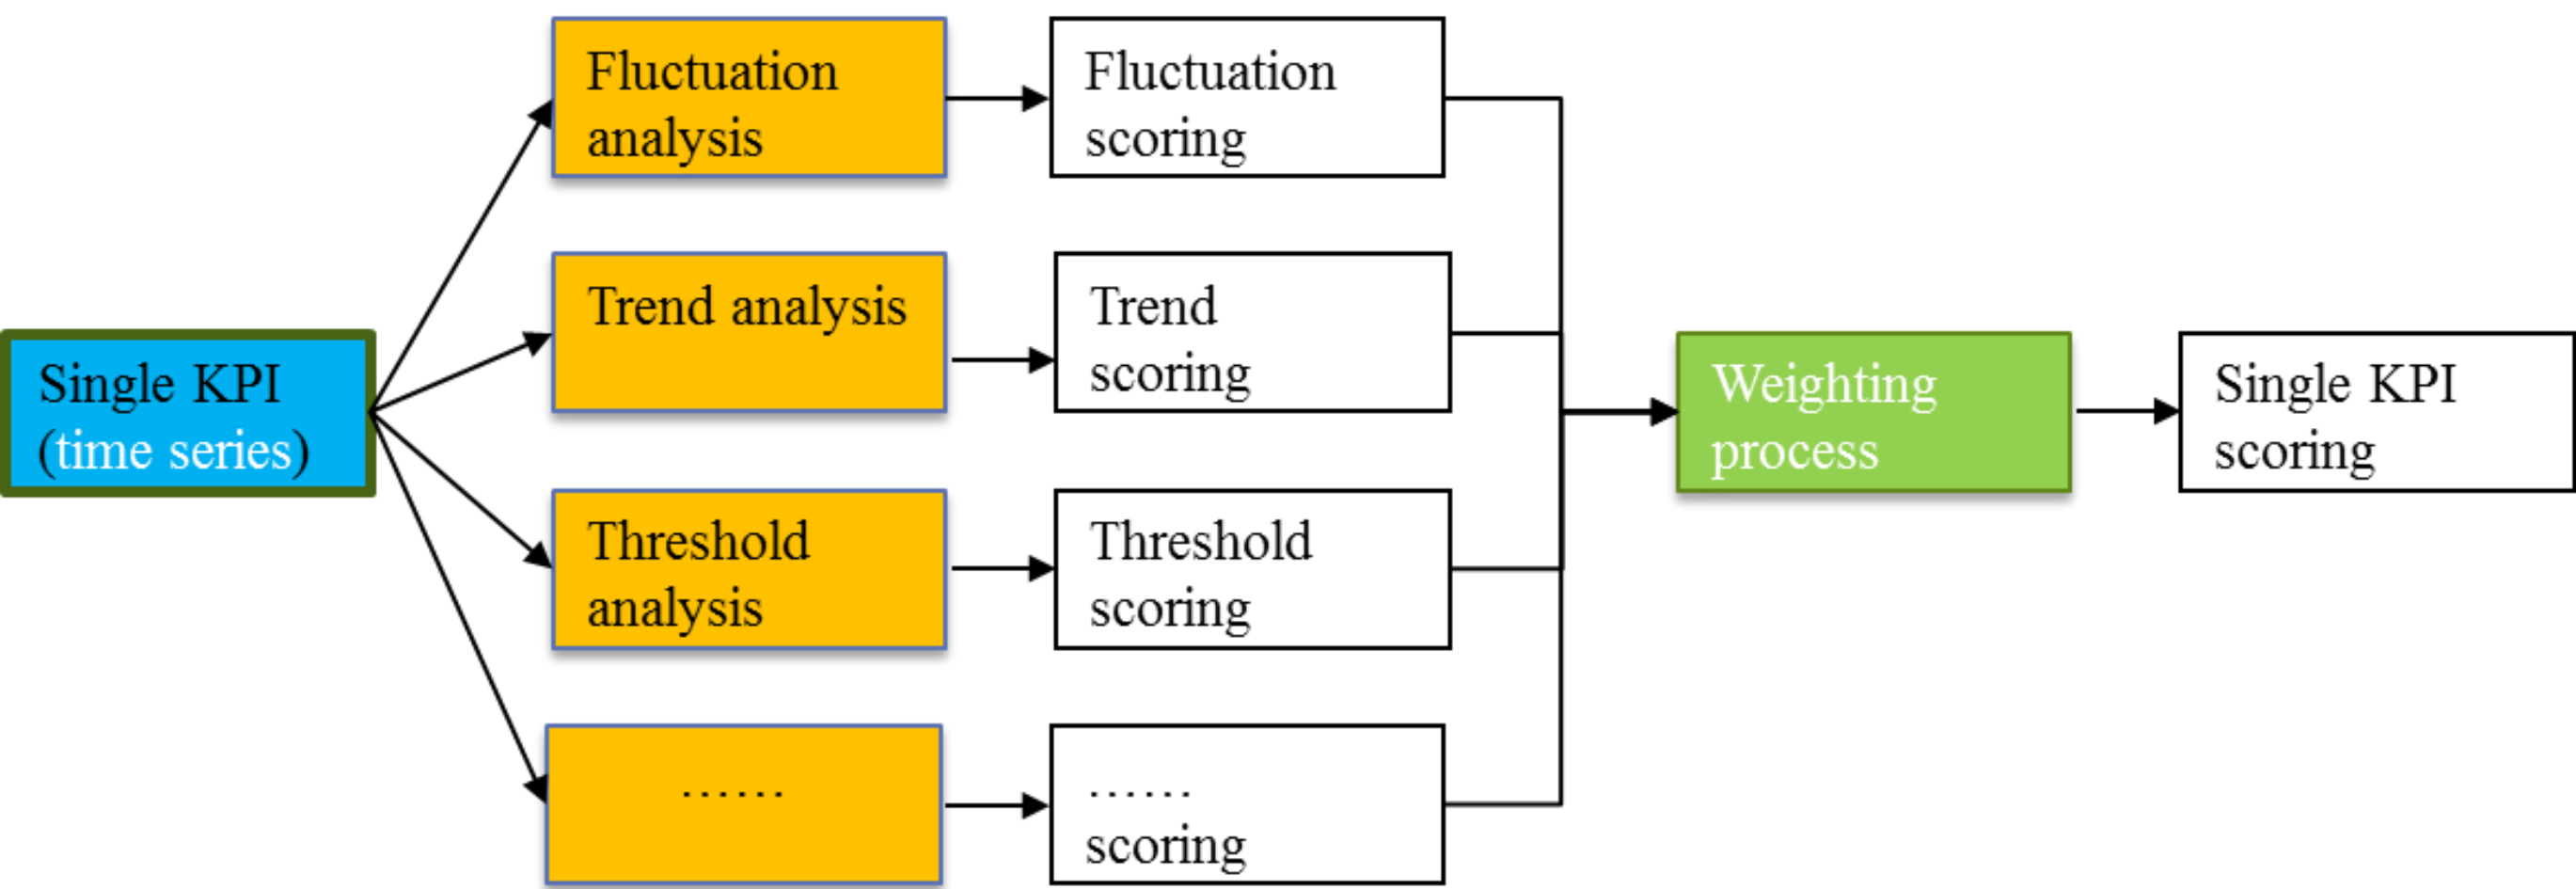 Fluctuation
analysis
Fluctuation
scoring
Trend analysis
Trend
scoring
Single KPI
(time series)
Weighting
process
Single KPI
scoring
Threshold
analysis
Threshold
scoring
......
......
scoring